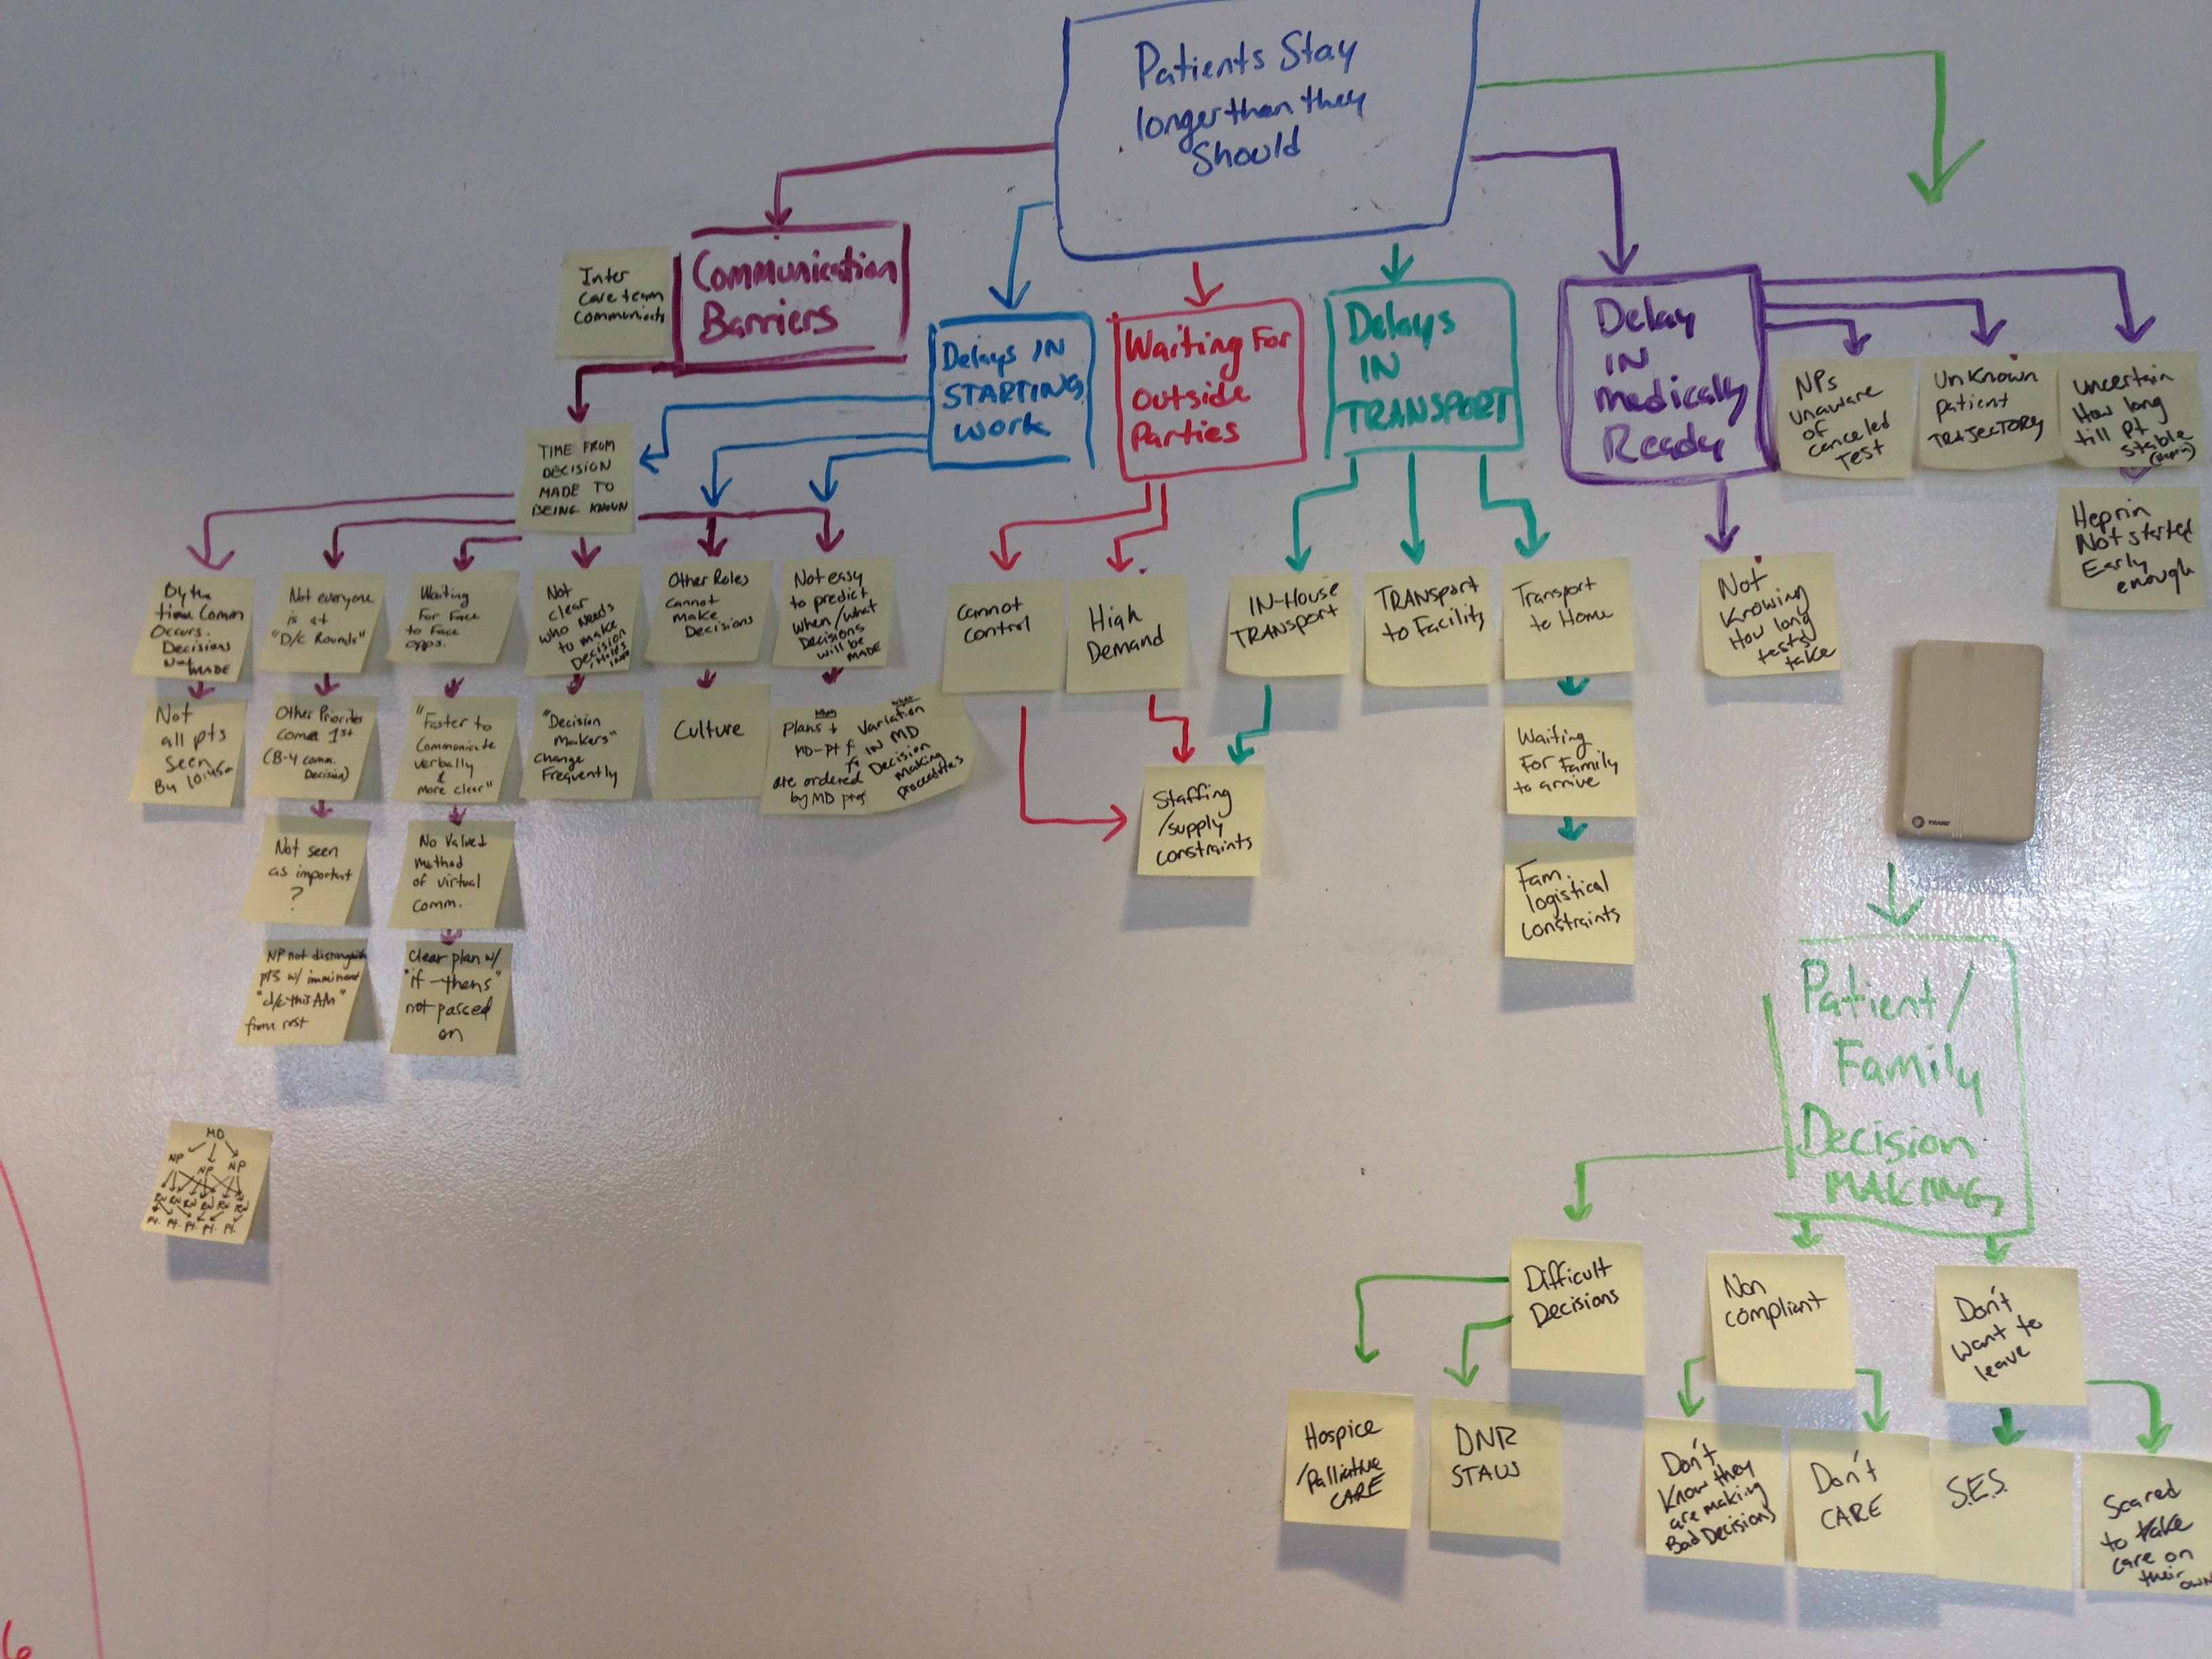 Patients Stay
longer than they
Should
Inter
Care team
Communication
Barriers
Delays IN
STARTING
work
Waiting For
Outside
Parties
Delays
IN
TRANSPORT
Delay
IN
Medically
Ready
NPs
unaware
of
canceled
Test
UnKnown
patient
TRAJECTORY
uncertain
How long
till pt
stable
Heprin
Not started
Early
enough
TIME FROM
DECISION
MADE TO
BEING KNOWN
By the
time Comm
Occurs.
Decisions
Not MADE
Not everyone
is at
"D/C Rounds"
Waiting
For Face
to Face
opps.
Not
clear
who Needs
to make
Decision
Other Roles
Cannot
Make
Decisions
Not easy
to predict
when/what
Decisions
will be
MADE
Cannot
Control
High
Demand
IN-House
TRANSPORT
TRANSport
to Facility
Transport
to Home
Not
Knowing
How long
tests
take
Not
all pts
seen
By 10:45
Other Priorites
come 1st
(B-4 comm.
Decision)
"Faster to
Communicate
verbally
&
More clear"
"Decision
Makers"
change
Frequently
Culture
Plans
MD-pt
are ordered
by MD
Variation
IN MD
Decision
Making
Staffing
/supply
constraints
Waiting
For Family
to arrive
Fam.
logistical
constraints
Not seen
as important
?
No Valued
method
of virtual
comm.
NP not distinguish
pts w/ imminent
"d/c this AM"
from rest
Clear plan w/
"if-thens"
not passed
on
MD
NP NP NP
RN RN RN RN RN RN
Pt. Pt. Pt. Pt. Pt.
Patient/
Family
Decision
MAKIING
Difficult
Decisions
Non
compliant
Don't
Want to
leave
Hospice
/Palliative
CARE
DNR
STAUS
Don't
Know they
are making
Bad Decisions
Don't
CARE
S.E.S.
Scared
to take
care on
their own
6